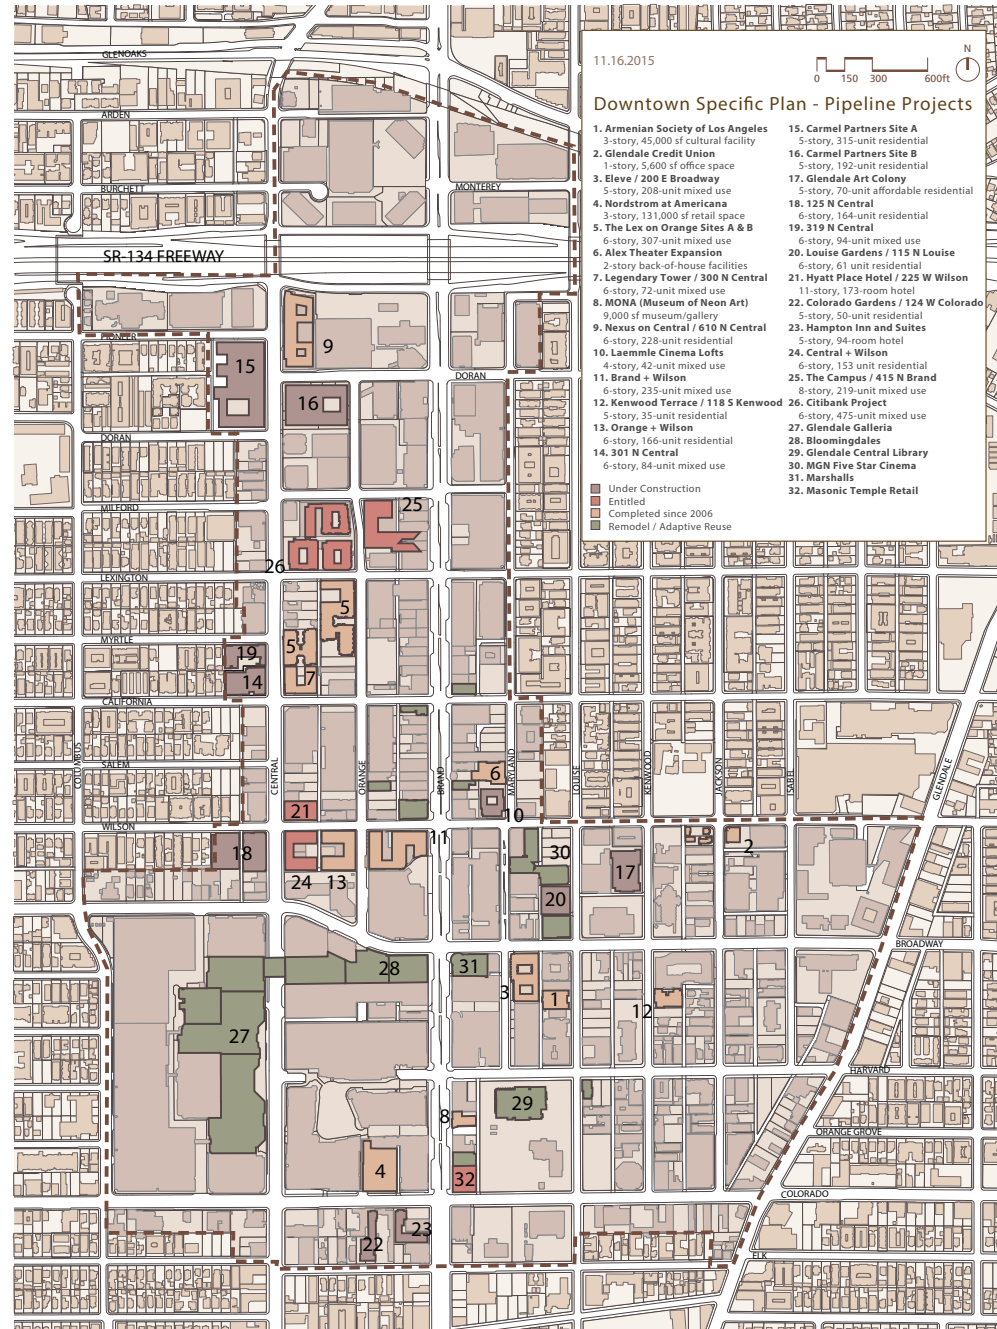 11.16.2015
N
0 150 300 600ft
Downtown Specific Plan - Pipeline Projects
1. Armenian Society of Los Angeles
3-story, 45,000 sf cultural facility
2. Glendale Credit Union
1-story, 5,600 sf office space
3. Eleve / 200 E Broadway
5-story, 208-unit mixed use
4. Nordstrom at Americana
3-story, 131,000 sf retail space
5. The Lex on Orange Sites A & B
6-story, 307-unit mixed use
6. Alex Theater Expansion
2-story back-of-house facilities
7. Legendary Tower / 300 N Central
6-story, 72-unit mixed use
8. MONA (Museum of Neon Art)
9,000 sf museum/gallery
9. Nexus on Central / 610 N Central
6-story, 228-unit mixed use
10. Laemmle Cinema Lofts
4-story, 42-unit mixed use
11. Brand + Wilson
6-story, 235-unit mixed use
12. Kenwood Terrace / 118 S Kenwood
5-story, 35-unit residential
13. Orange + Wilson
6-story, 166-unit residential
14. 301 N Central
6-story, 84-unit mixed use
15. Carmel Partners Site A
5-story, 315-unit residential
16. Carmel Partners Site B
5-story, 192-unit residential
17. Glendale Art Colony
5-story, 70-unit affordable residential
18. 125 N Central
6-story, 164-unit residential
19. 319 N Central
6-story, 94-unit mixed use
20. Louise Gardens / 115 N Louise
6-story, 61 unit residential
21. Hyatt Place Hotel / 225 W Wilson
11-story, 173-room hotel
22. Colorado Gardens / 124 W Colorado
5-story, 50-unit residential
23. Hampton Inn and Suites
5-story, 94-room hotel
24. Central + Wilson
6-story, 153 unit residential
25. The Campus / 415 N Brand
8-story, 219-unit mixed use
26. Citibank Project
6-story, 475-unit mixed use
27. Glendale Galleria
28. Bloomingdales
29. Glendale Central Library
30. MGN Five Star Cinema
31. Marshalls
32. Masonic Temple Retail
Under Construction
Entitled
Completed since 2006
Remodel / Adaptive Reuse
GLENOAKS
ARDEN
BURCHETT
MONTEREY
SR-134 FREEWAY
PIONEER
9
15
DORAN
16
DORAN
MILFORD
25
26
LEXINGTON
5
MYRTLE
5
19
14
7
CALIFORNIA
COLUMBUS
SALEM
CENTRAL
ORANGE
BRAND
MARYLAND
LOUISE
KENWOOD
JACKSON
ISABEL
GLENDALE
6
21
10
WILSON
11
18
24
13
30
17
2
20
BROADWAY
28
31
3
1
12
27
HARVARD
29
8
ORANGE GROVE
4
32
COLORADO
22
23
ELK